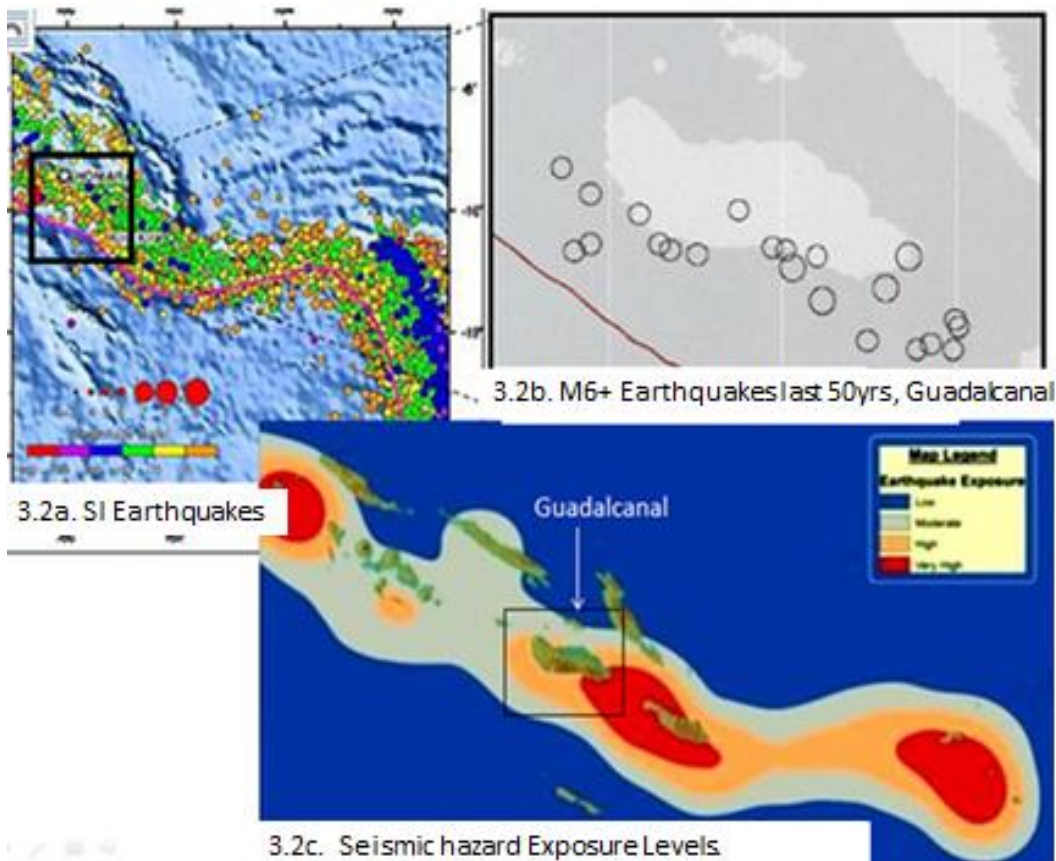 3.2b. M6+ Earthquakes last 50yrs, Guadalcanal
3.2a. SI Earthquakes
Guadalcanal
Map Legend
Earthquake Exposure
Low
Moderate
High
Very High
3.2c. Seismic hazard Exposure Levels.